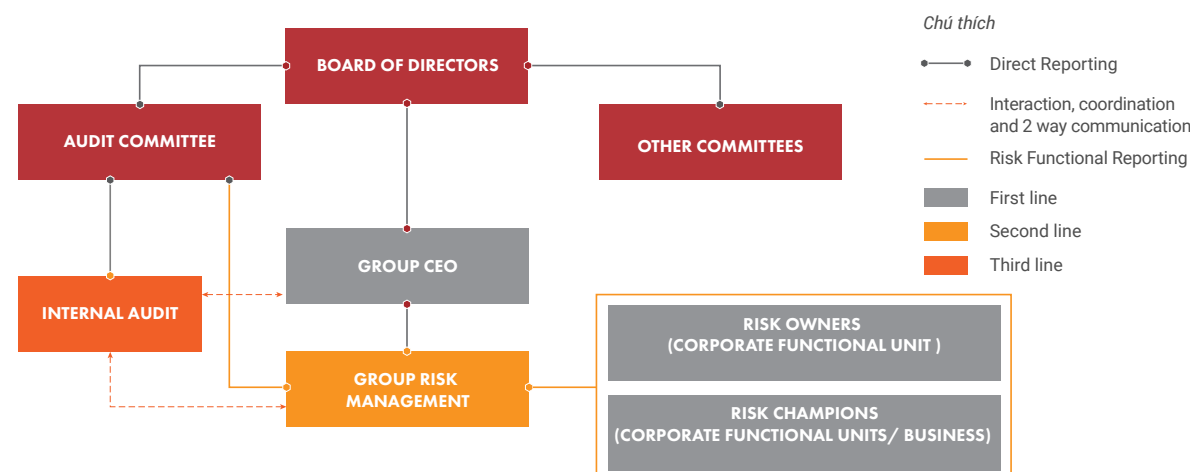 Chú thích
BOARD OF DIRECTORS
Direct Reporting
Interaction, coordination
and 2 way communication
AUDIT COMMITTEE
OTHER COMMITTEES
Risk Functional Reporting
First line
Second line
Third line
GROUP CEO
INTERNAL AUDIT
RISK OWNERS
(CORPORATE FUNCTIONAL UNIT )
GROUP RISK
MANAGEMENT
RISK CHAMPIONS
(CORPORATE FUNCTIONAL UNITS/ BUSINESS)